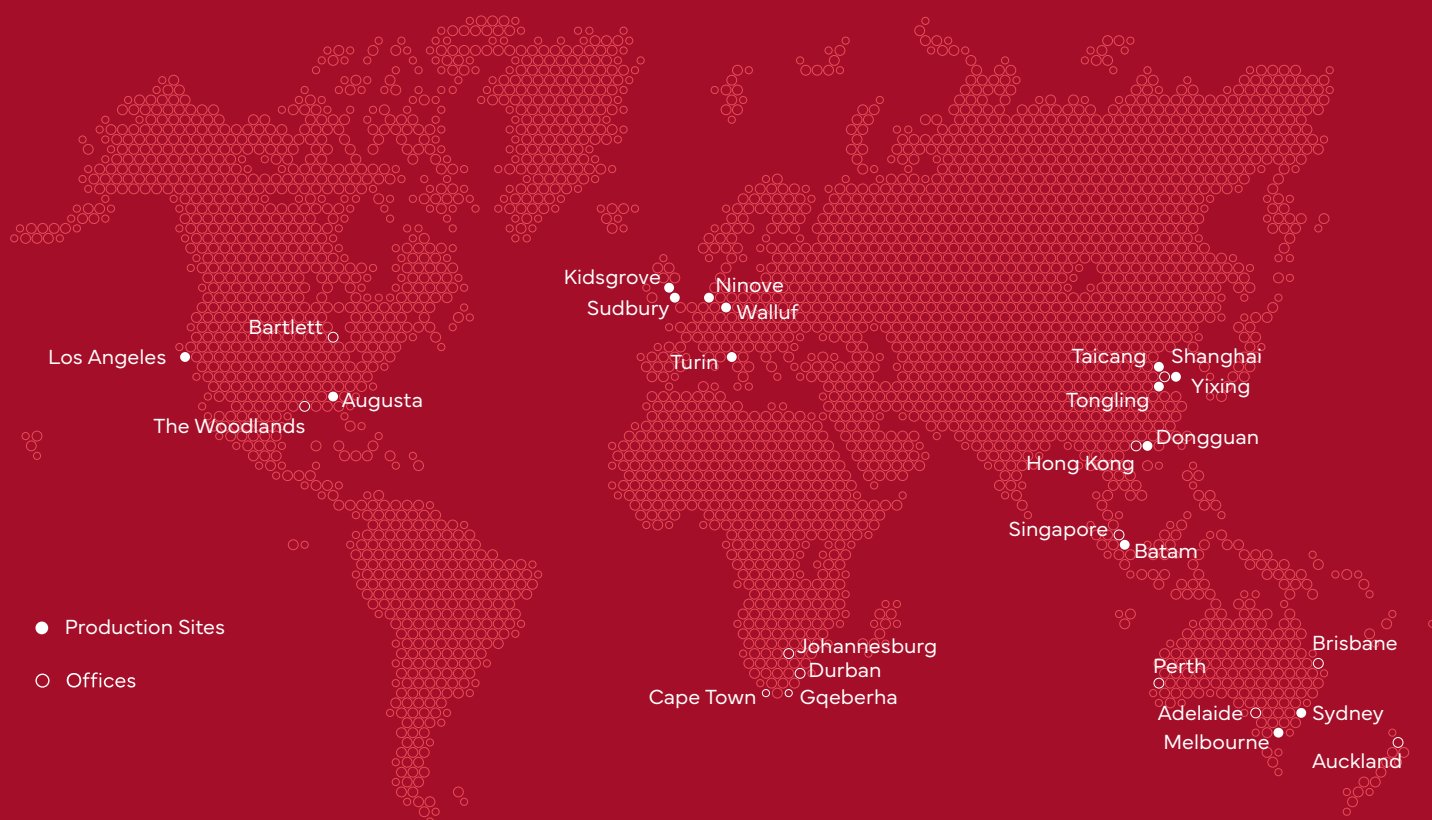 Kidsgrove
Ninove
Sudbury
Walluf
Bartlett
Los Angeles
Turin
Taicang
Shanghai
Yixing
Augusta
Tongling
The Woodlands
Dongguan
Hong Kong
Singapore
Batam
Production Sites
Johannesburg
Brisbane
Perth
Durban
Offices
Cape Town
Gqeberha
Adelaide
Sydney
Melbourne
Auckland